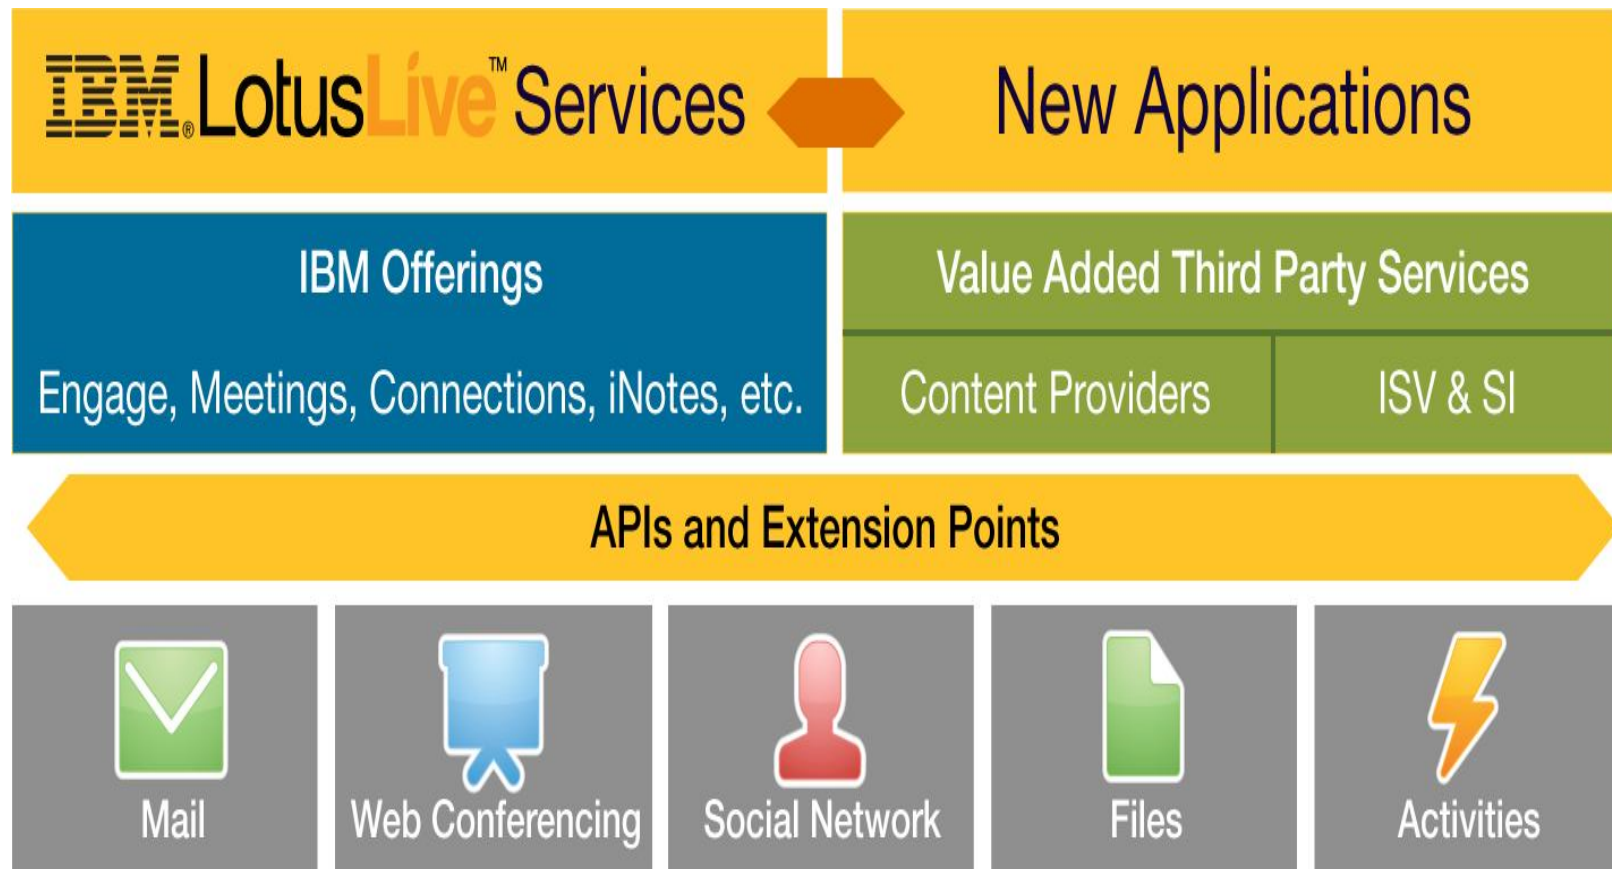 IBM® LotusLive™ Services
New Applications
IBM Offerings
Engage, Meetings, Connections, iNotes, etc.
Value Added Third Party Services
Content Providers
ISV & SI
APIs and Extension Points
Mail
Web Conferencing
Social Network
Files
Activities